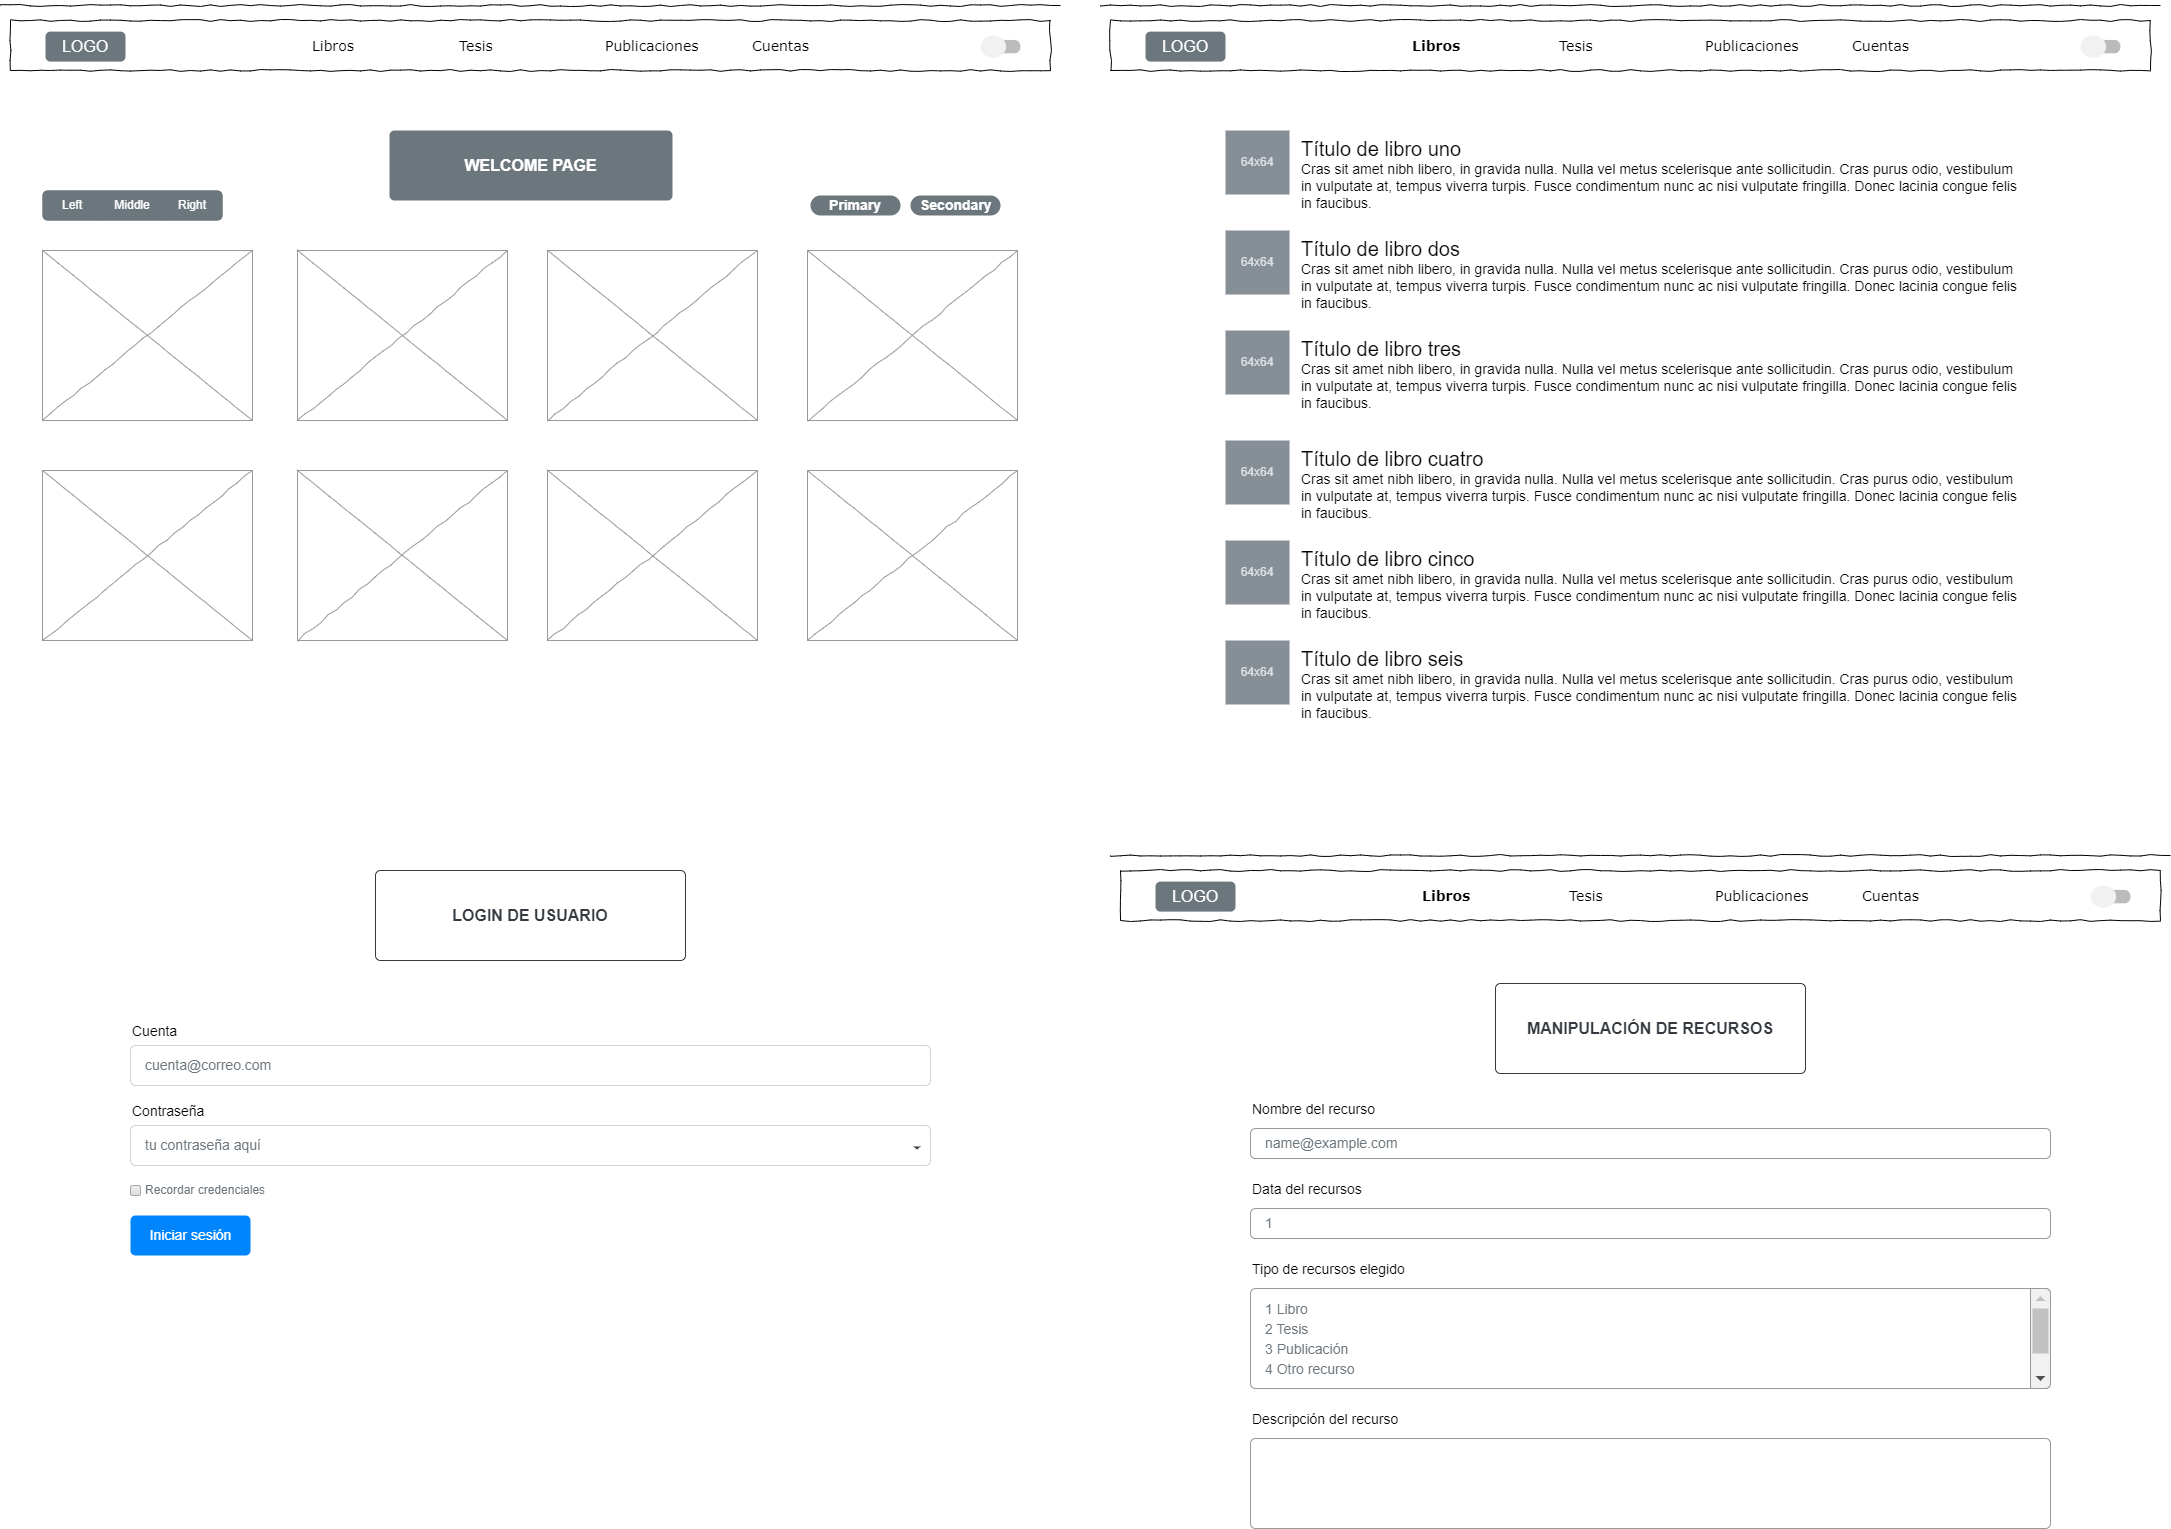 LOGO Libros Tesis Publicaciones Cuentas
WELCOME PAGE
Left Middle Right
Primary Secondary
LOGO Libros Tesis Publicaciones Cuentas
64x64
Título de libro uno
Cras sit amet nibh libero, in gravida nulla. Nulla vel metus scelerisque ante sollicitudin. Cras purus odio, vestibulum
in vulputate at, tempus viverra turpis. Fusce condimentum nunc ac nisi vulputate fringilla. Donec lacinia congue felis
in faucibus.
64x64
Título de libro dos
Cras sit amet nibh libero, in gravida nulla. Nulla vel metus scelerisque ante sollicitudin. Cras purus odio, vestibulum
in vulputate at, tempus viverra turpis. Fusce condimentum nunc ac nisi vulputate fringilla. Donec lacinia congue felis
in faucibus.
64x64
Título de libro tres
Cras sit amet nibh libero, in gravida nulla. Nulla vel metus scelerisque ante sollicitudin. Cras purus odio, vestibulum
in vulputate at, tempus viverra turpis. Fusce condimentum nunc ac nisi vulputate fringilla. Donec lacinia congue felis
in faucibus.
64x64
Título de libro cuatro
Cras sit amet nibh libero, in gravida nulla. Nulla vel metus scelerisque ante sollicitudin. Cras purus odio, vestibulum
in vulputate at, tempus viverra turpis. Fusce condimentum nunc ac nisi vulputate fringilla. Donec lacinia congue felis
in faucibus.
64x64
Título de libro cinco
Cras sit amet nibh libero, in gravida nulla. Nulla vel metus scelerisque ante sollicitudin. Cras purus odio, vestibulum
in vulputate at, tempus viverra turpis. Fusce condimentum nunc ac nisi vulputate fringilla. Donec lacinia congue felis
in faucibus.
64x64
Título de libro seis
Cras sit amet nibh libero, in gravida nulla. Nulla vel metus scelerisque ante sollicitudin. Cras purus odio, vestibulum
in vulputate at, tempus viverra turpis. Fusce condimentum nunc ac nisi vulputate fringilla. Donec lacinia congue felis
in faucibus.
LOGIN DE USUARIO
Cuenta
cuenta@correo.com
Contraseña
tu contraseña aquí
Recordar credenciales
Iniciar sesión
LOGO Libros Tesis Publicaciones Cuentas
MANIPULACIÓN DE RECURSOS
Nombre del recurso
name@example.com
Data del recursos
1
Tipo de recursos elegido
1 Libro
2 Tesis
3 Publicación
4 Otro recurso
Descripción del recurso